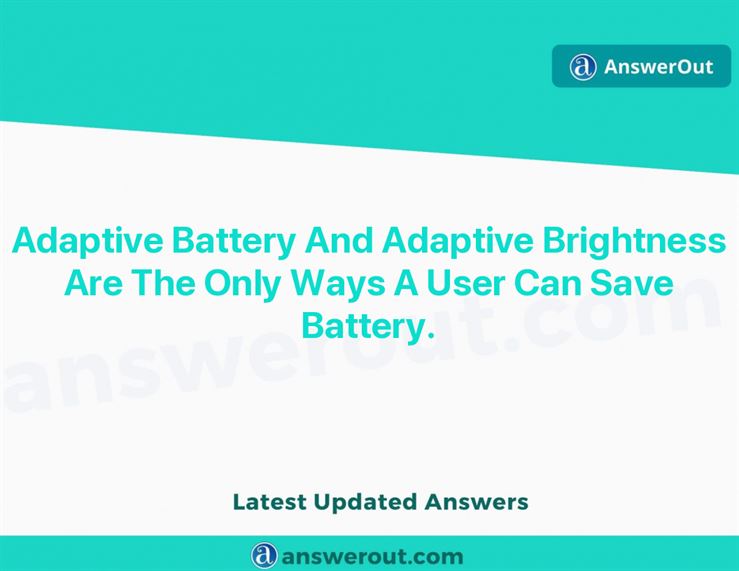 AnswerOut
Adaptive Battery And Adaptive Brightness
Are The Only Ways A User Can Save
Battery.
answerout.com
Latest Updated Answers
answerout.com